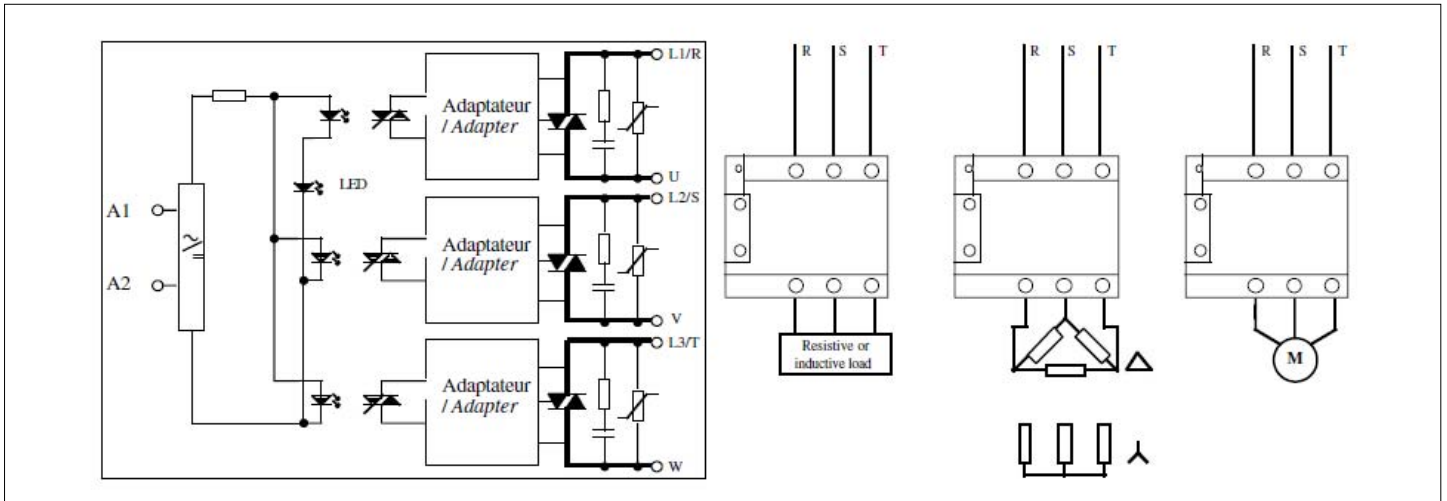 L1/R
Adaptateur
/ Adapter
U
LED
A1
A2
L2/S
Adaptateur
/ Adapter
V
L3/T
Adaptateur
/ Adapter
W
R S T
Resistive or
inductive load
R S T
R S T
M